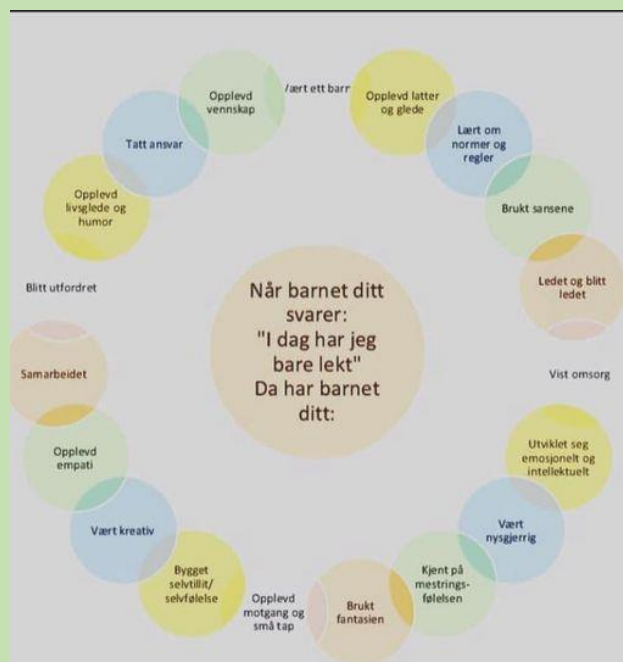 Når barnet ditt
svarer:
"I dag har jeg
bare lekt"
Da har barnet
ditt:
Vært ett barn
Opplevd latter
og glede
Lært om
normer og
regler
Brukt sansene
Ledet og blitt
ledet
Vist omsorg
Utviklet seg
emosjonelt og
intellektuelt
Vært
nysgjerrig
Kjent på
mestrings-
følelsen
Brukt
fantasien
Opplevd
motgang og
små tap
Bygget
selvtillit/
selvfølelse
Vært kreativ
Opplevd
empati
Samarbeidet
Blitt utfordret
Opplevd
livsglede og
humor
Tatt ansvar
Opplevd
vennskap